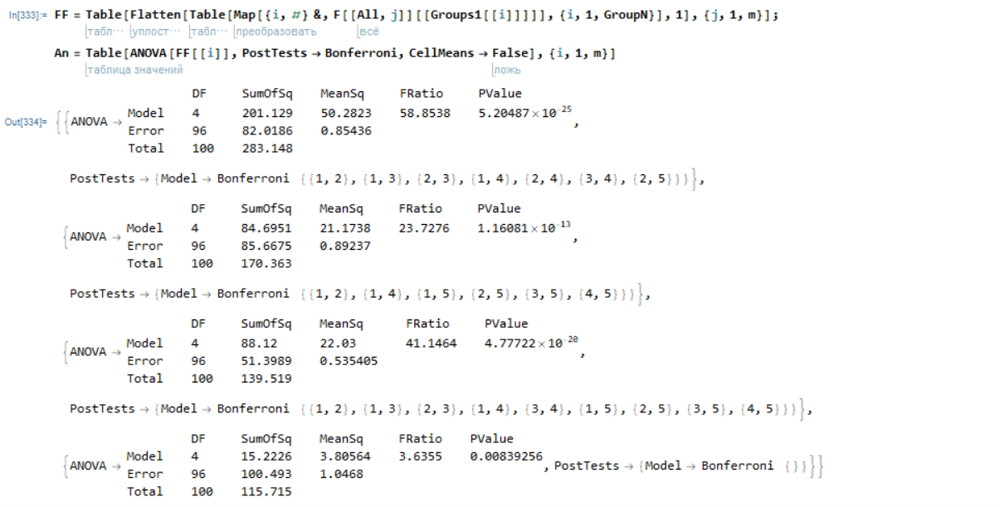 In[333]:= FF = Table[Flatten[Table[Map[{i, #} &, F[[All, j]][[Groups1[[i]]]]], {i, 1, GroupN}], 1], {j, 1, m}];
табл⋯ уплост⋯ табл⋯ преобразовать всё
An = Table[ANOVA[FF[[i]], PostTests → Bonferroni, CellMeans → False], {i, 1, m}]
таблица значений ложь
DF SumOfSq MeanSq FRatio PValue
Out[334]= {{ANOVA → Model 4 201.129 50.2823 58.8538 5.20487×10^-25,
Error 96 82.0186 0.85436
Total 100 283.148
PostTests → {Model → Bonferroni {{1, 2}, {1, 3}, {2, 3}, {1, 4}, {2, 4}, {3, 4}, {2, 5}}}},
DF SumOfSq MeanSq FRatio PValue
{ANOVA → Model 4 84.6951 21.1738 23.7276 1.16081×10^-13,
Error 96 85.6675 0.89237
Total 100 170.363
PostTests → {Model → Bonferroni {{1, 2}, {1, 4}, {1, 5}, {2, 5}, {3, 5}, {4, 5}}}},
DF SumOfSq MeanSq FRatio PValue
{ANOVA → Model 4 88.12 22.03 41.1464 4.77722×10^-20,
Error 96 51.3989 0.535405
Total 100 139.519
PostTests → {Model → Bonferroni {{1, 2}, {1, 3}, {2, 3}, {1, 4}, {3, 4}, {1, 5}, {2, 5}, {3, 5}, {4, 5}}}},
DF SumOfSq MeanSq FRatio PValue
{ANOVA → Model 4 15.2226 3.80564 3.6355 0.00839256, PostTests → {Model → Bonferroni {}}}}
Error 96 100.493 1.0468
Total 100 115.715